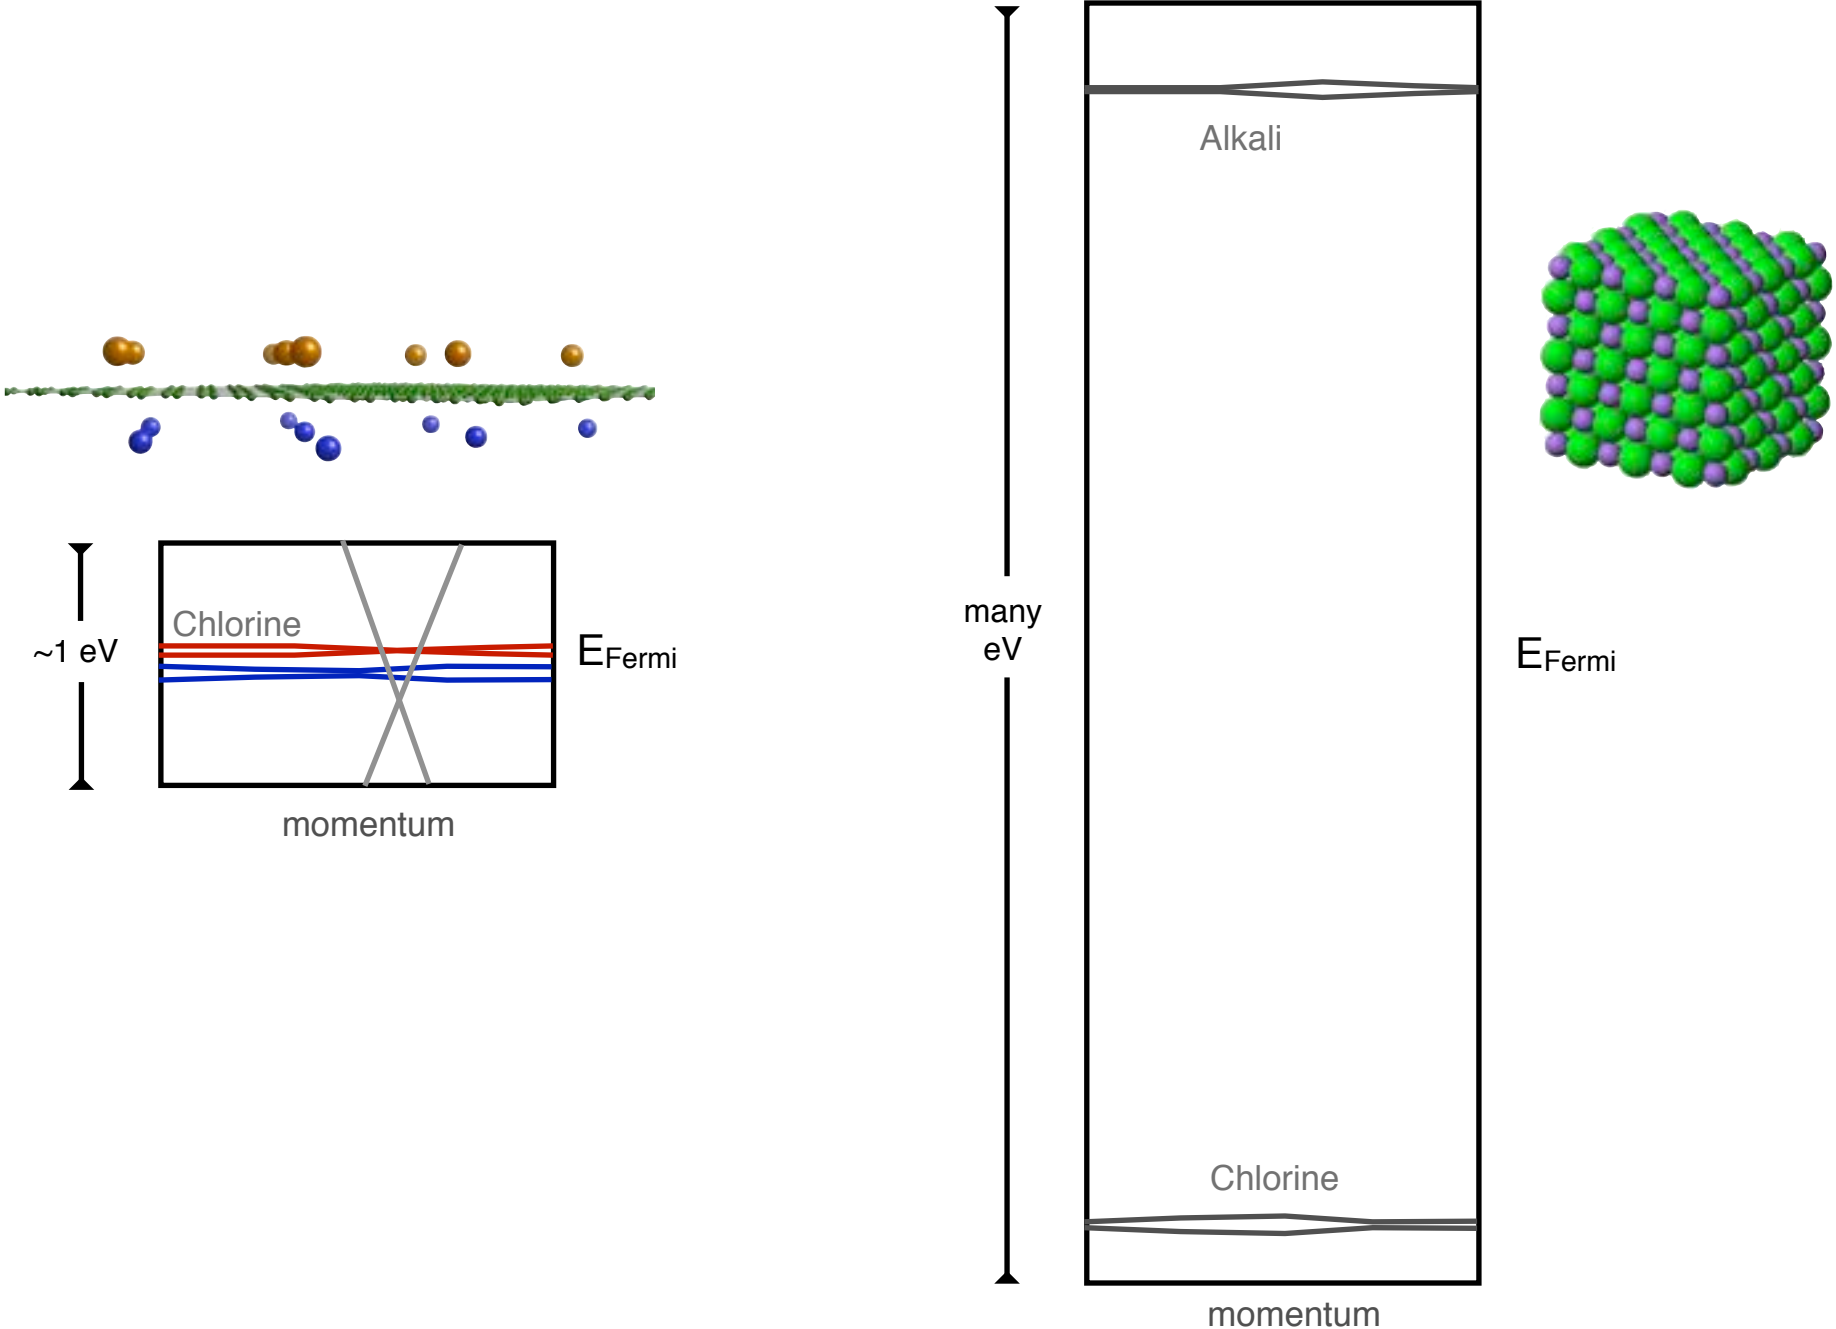 Chlorine
~1 eV
EFermi
momentum
Alkali
many
eV
EFermi
Chlorine
momentum